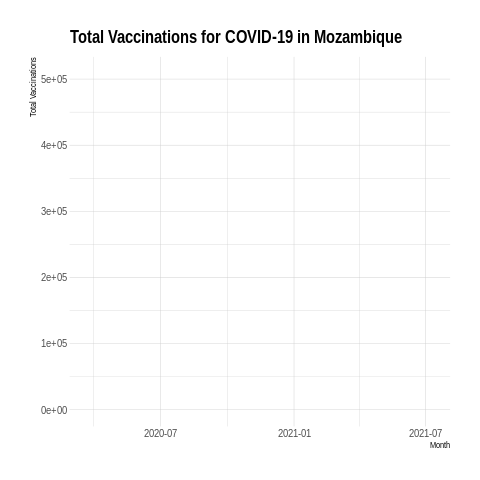 Total Vaccinations for COVID-19 in Mozambique
Total Vaccinations
5e+05
4e+05
3e+05
2e+05
1e+05
0e+00
2020-07
2021-01
2021-07
Month